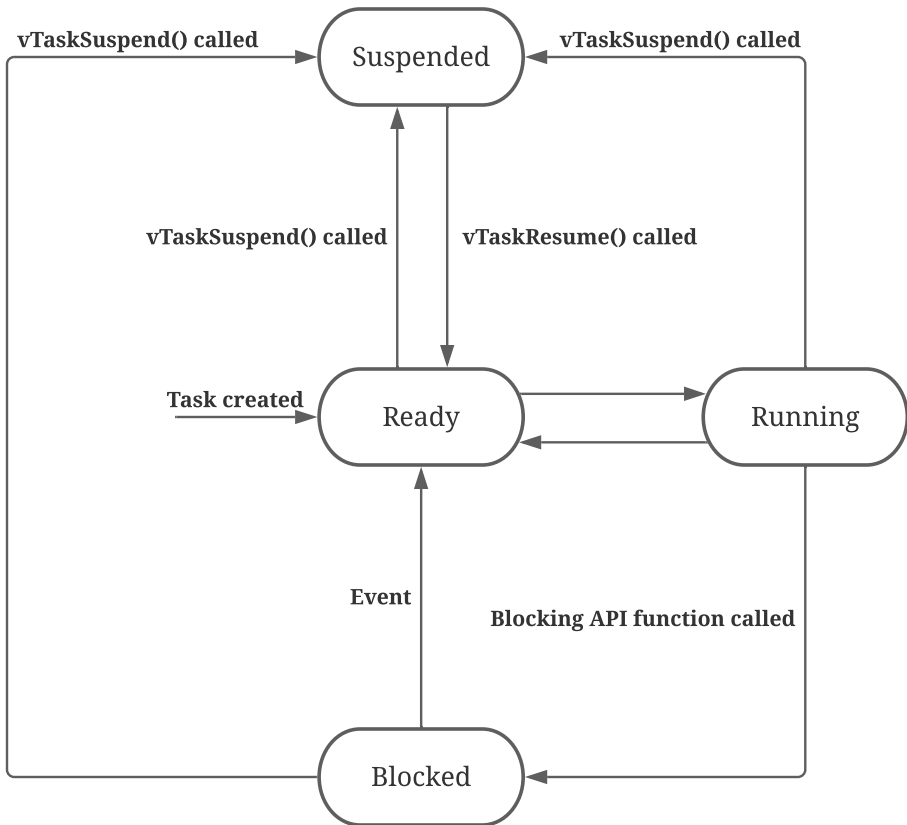 vTaskSuspend() called
vTaskSuspend() called
Suspended
vTaskSuspend() called
vTaskResume() called
Task created
Ready
Running
Event
Blocking API function called
Blocked